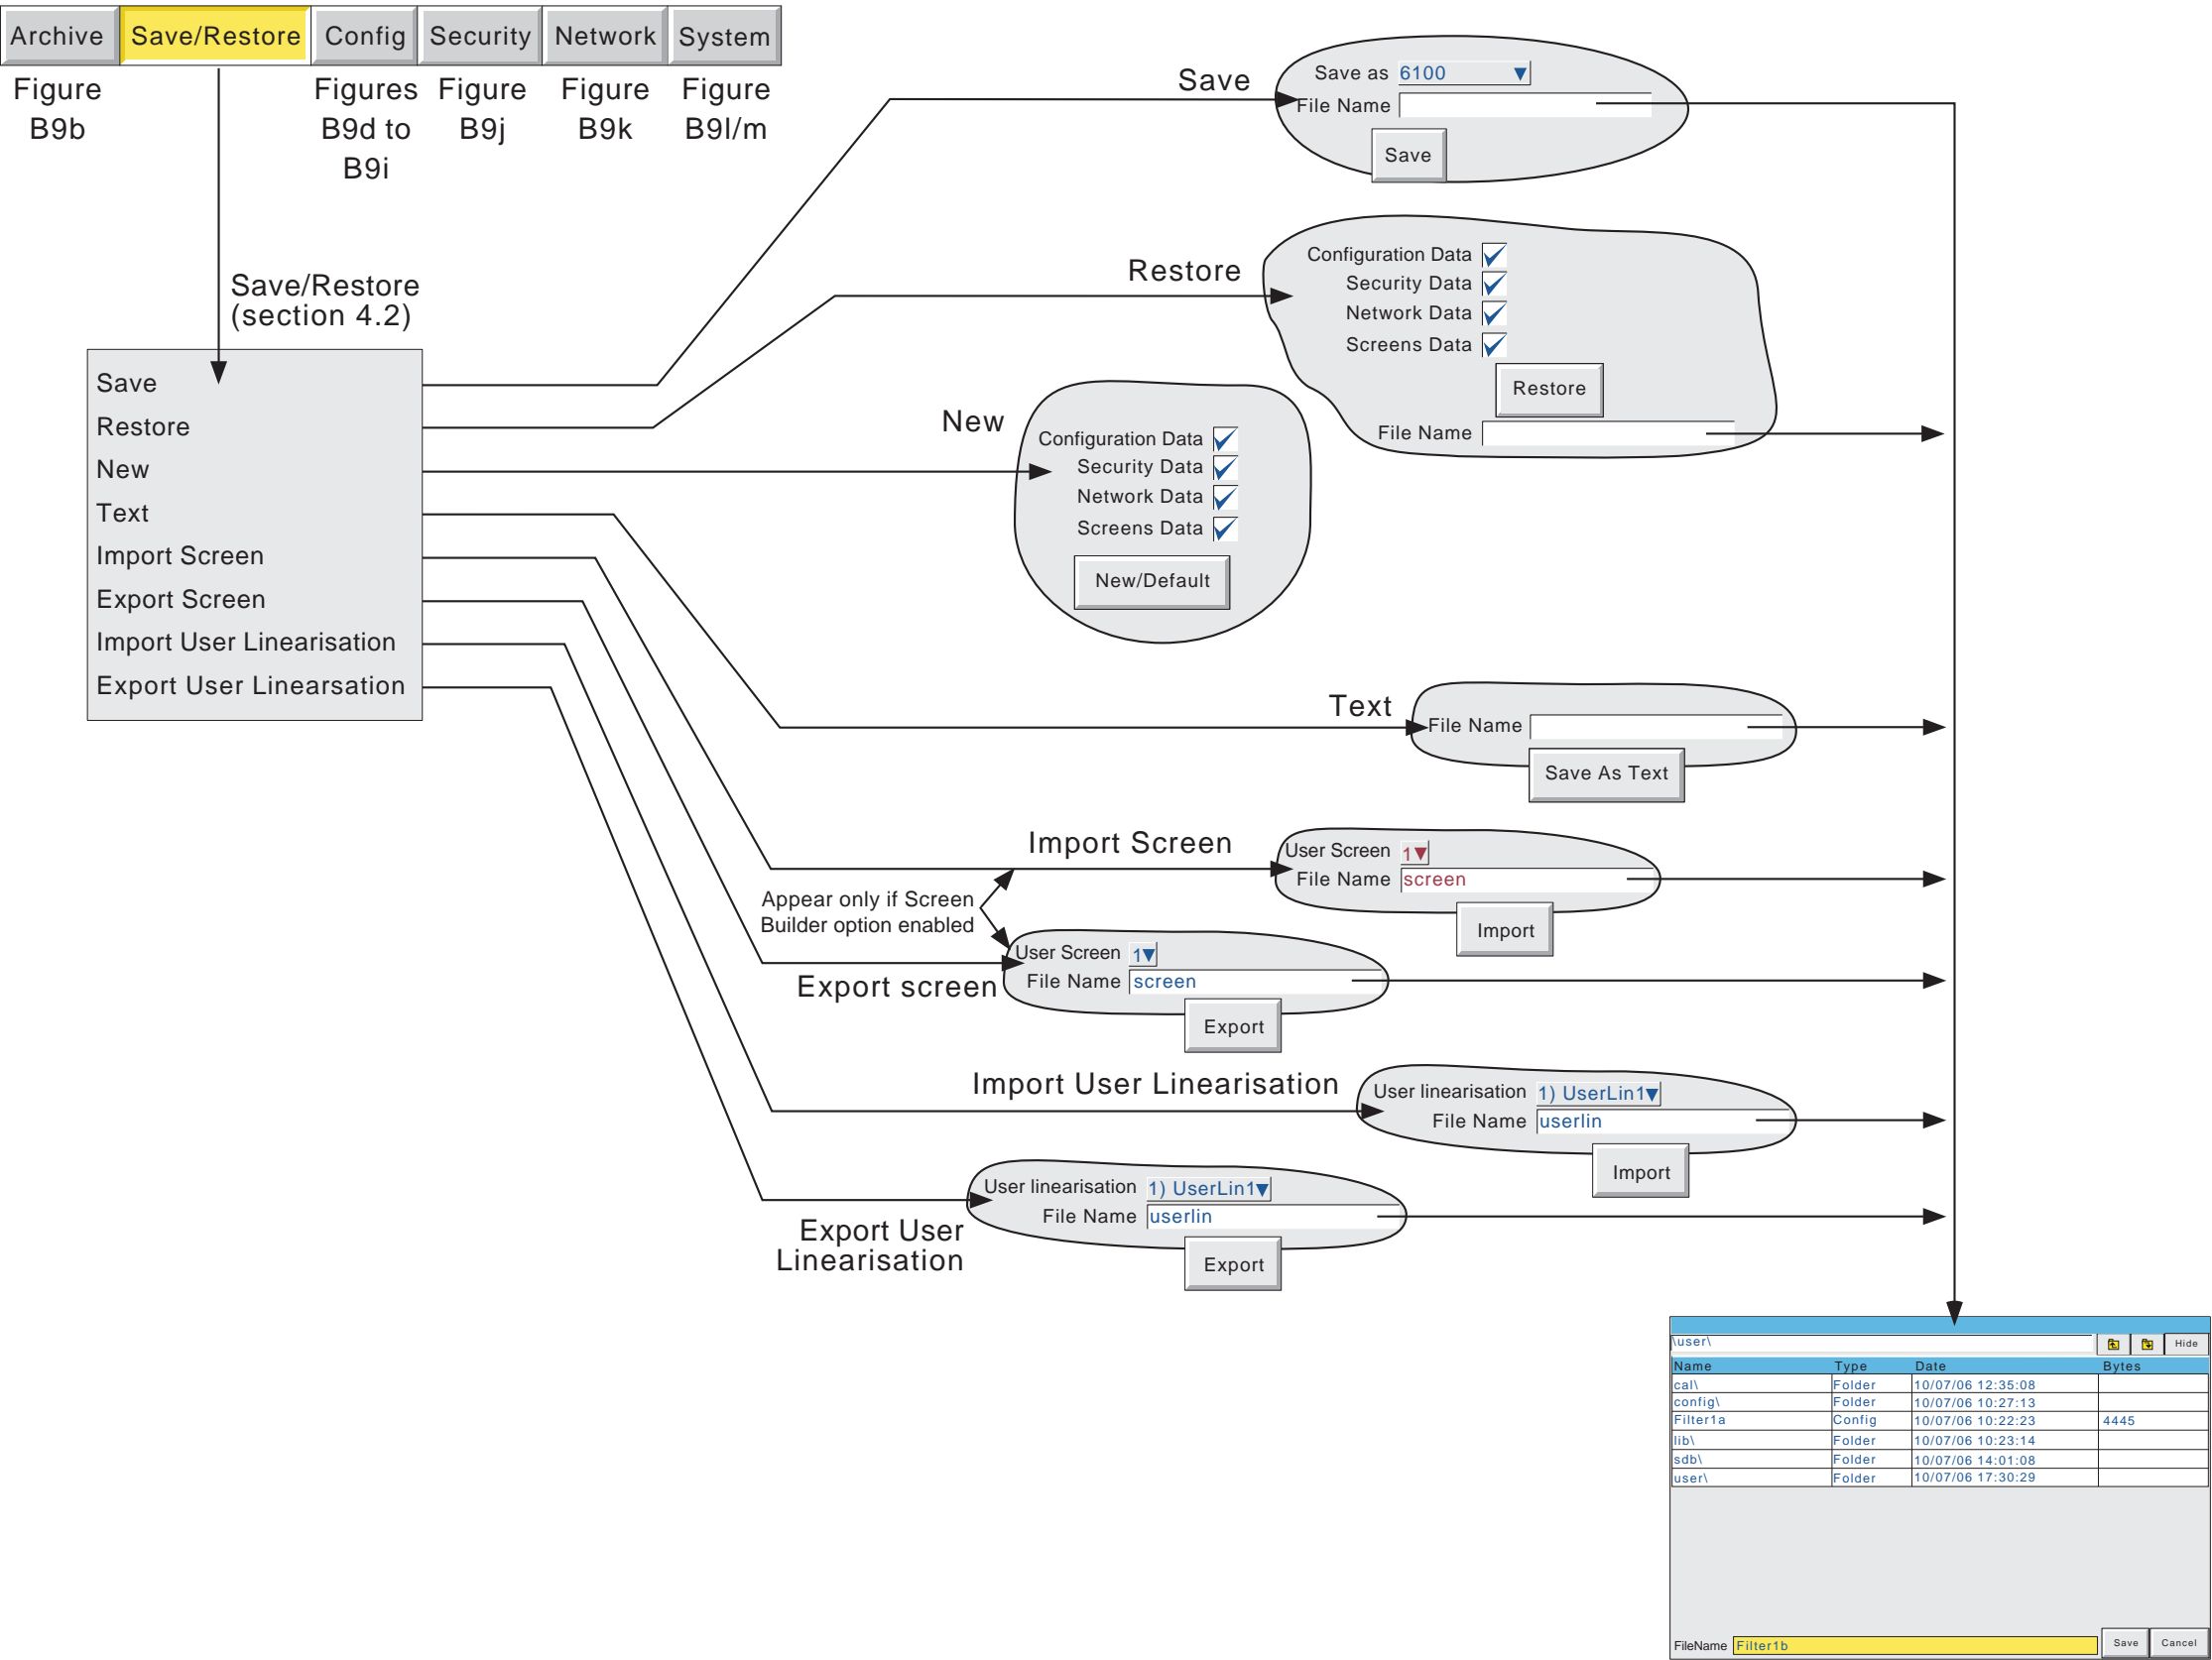 Archive Save/Restore Config Security Network System
Figure
B9b
Figures
B9d to
B9i
Figure
B9j
Figure
B9k
Figure
B9l/m
Save/Restore
(section 4.2)
Save
Restore
New
Text
Import Screen
Export Screen
Import User Linearisation
Export User Linearsation
Save
Save as 6100
File Name
Save
Restore
Configuration Data
Security Data
Network Data
Screens Data
Restore
File Name
New
Configuration Data
Security Data
Network Data
Screens Data
New/Default
Text
File Name
Save As Text
Import Screen
User Screen 1
File Name screen
Import
Appear only if Screen
Builder option enabled
Export screen
User Screen 1
File Name screen
Export
Import User Linearisation
User linearisation 1) UserLin1
File Name userlin
Import
Export User
Linearisation
User linearisation 1) UserLin1
File Name userlin
Export
\user\ Hide
Name Type Date Bytes
cal\ Folder 10/07/06 12:35:08
config\ Folder 10/07/06 10:27:13
Filter1a Config 10/07/06 10:22:23 4445
lib\ Folder 10/07/06 10:23:14
sdb\ Folder 10/07/06 14:01:08
user\ Folder 10/07/06 17:30:29
FileName Filter1b Save Cancel